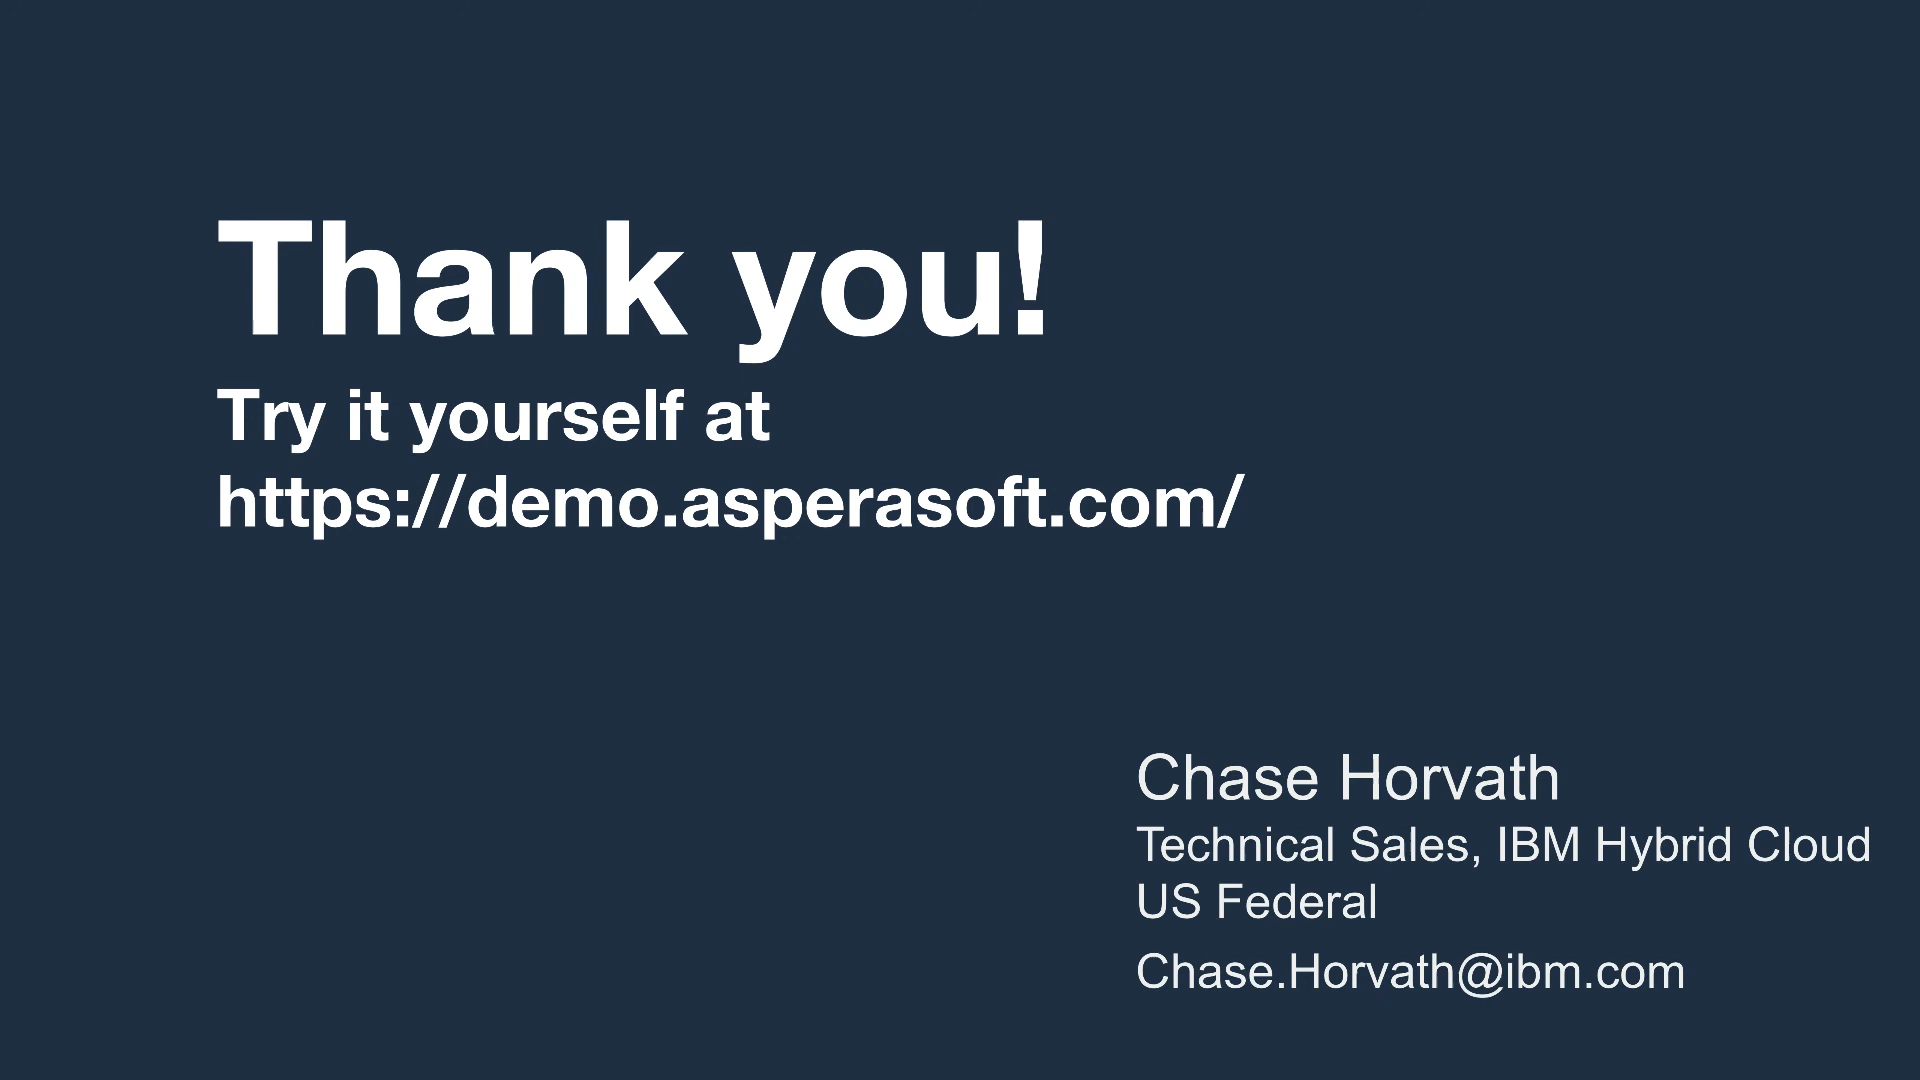 Thank you!
Try it yourself at
https://demo.asperasoft.com/
Chase Horvath
Technical Sales, IBM Hybrid Cloud
US Federal
Chase.Horvath@ibm.com